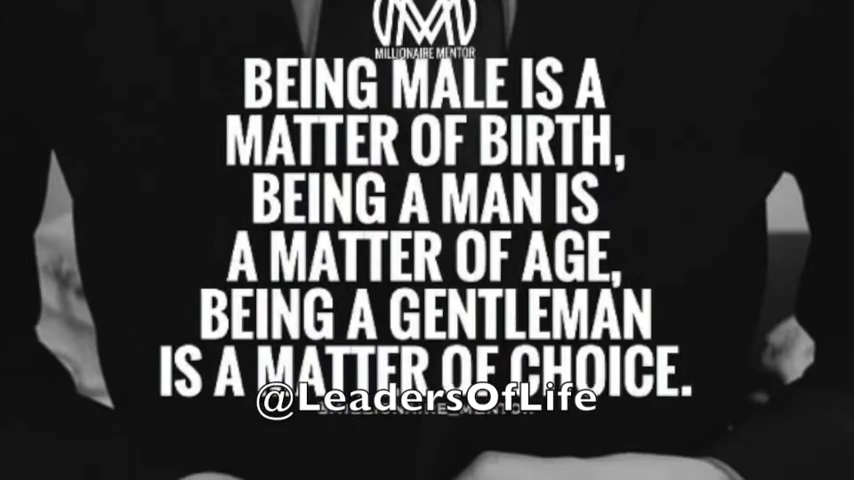 MILLIONAIRE MENTOR
BEING MALE IS A
MATTER OF BIRTH,
BEING A MAN IS
A MATTER OF AGE,
BEING A GENTLEMAN
IS A MATTER OF CHOICE.
@LeadersOfLife